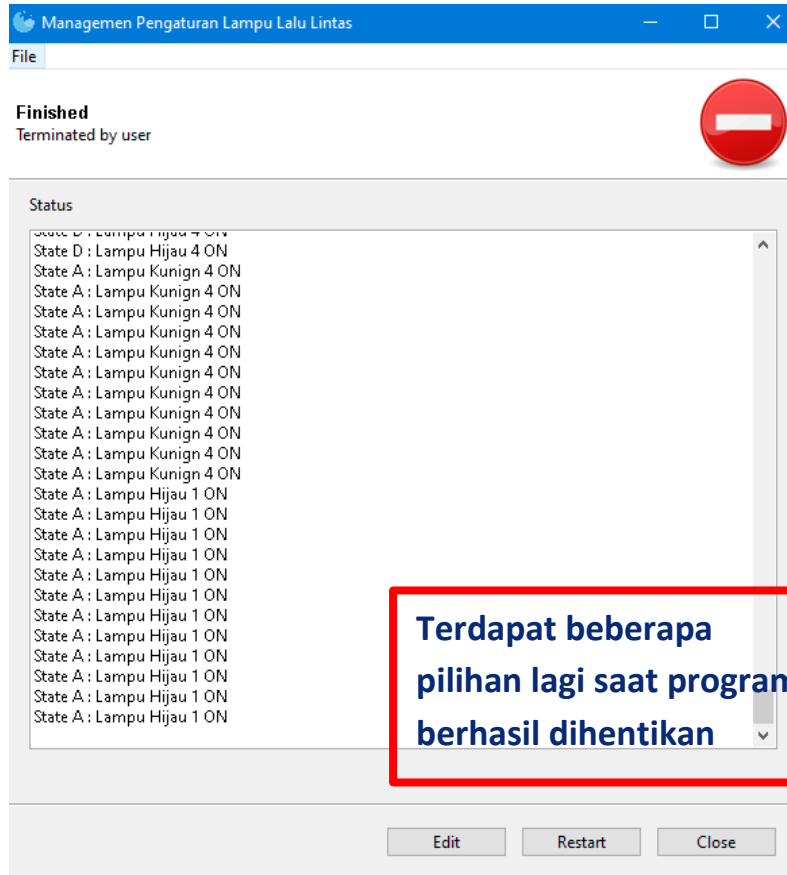 Managemen Pengaturan Lampu Lalu Lintas
File
Finished
Terminated by user
Status
State D : Lampu Hijau 4 ON
State D : Lampu Hijau 4 ON
State A : Lampu Kunign 4 ON
State A : Lampu Kunign 4 ON
State A : Lampu Kunign 4 ON
State A : Lampu Kunign 4 ON
State A : Lampu Kunign 4 ON
State A : Lampu Kunign 4 ON
State A : Lampu Kunign 4 ON
State A : Lampu Kunign 4 ON
State A : Lampu Kunign 4 ON
State A : Lampu Kunign 4 ON
State A : Lampu Kunign 4 ON
State A : Lampu Hijau 1 ON
State A : Lampu Hijau 1 ON
State A : Lampu Hijau 1 ON
State A : Lampu Hijau 1 ON
State A : Lampu Hijau 1 ON
State A : Lampu Hijau 1 ON
State A : Lampu Hijau 1 ON
State A : Lampu Hijau 1 ON
State A : Lampu Hijau 1 ON
State A : Lampu Hijau 1 ON
State A : Lampu Hijau 1 ON
State A : Lampu Hijau 1 ON
Terdapat beberapa
pilihan lagi saat program
berhasil dihentikan
Edit
Restart
Close